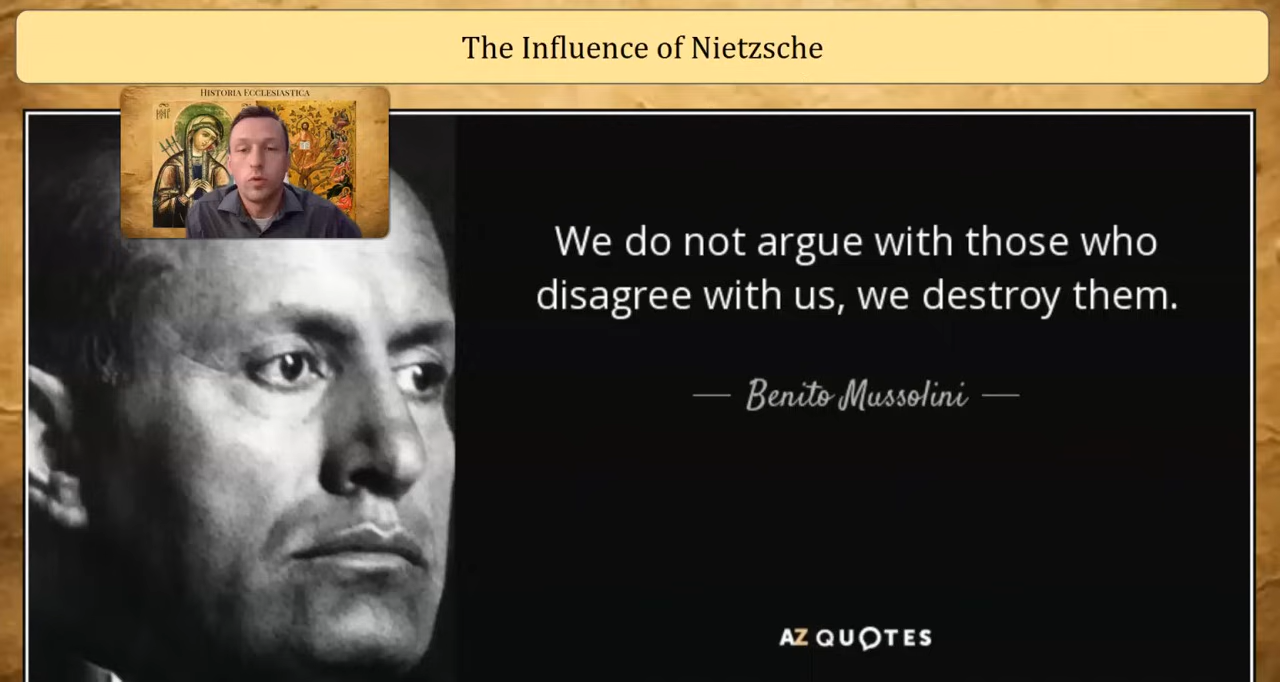 The Influence of Nietzsche
HISTORIA ECCLESIASTICA
We do not argue with those who
disagree with us, we destroy them.
Benito Mussolini
AZ QUOTES